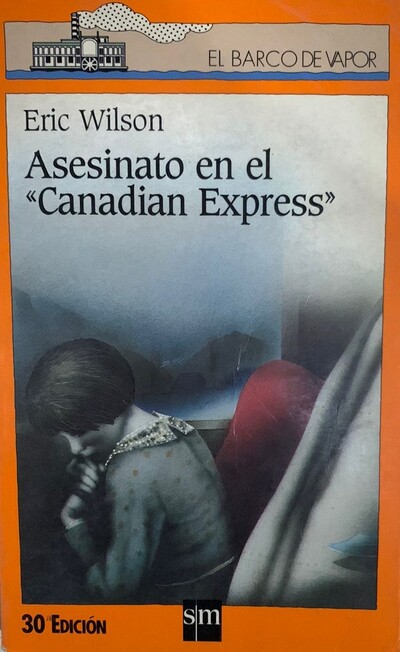 EL BARCO DE VAPOR
Eric Wilson
Asesinato en el
«Canadian Express»
30ª EDICIÓN
sm